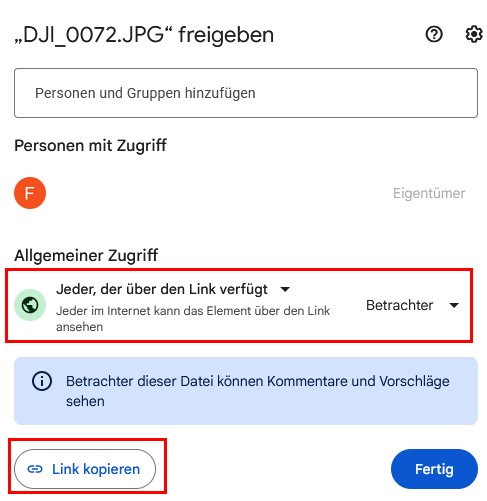 „DJI_0072.JPG“ freigeben
Personen und Gruppen hinzufügen
Personen mit Zugriff
F
Eigentümer
Allgemeiner Zugriff
Jeder, der über den Link verfügt
Jeder im Internet kann das Element über den Link
ansehen
Betrachter
Betrachter dieser Datei können Kommentare und Vorschläge
sehen
Link kopieren
Fertig